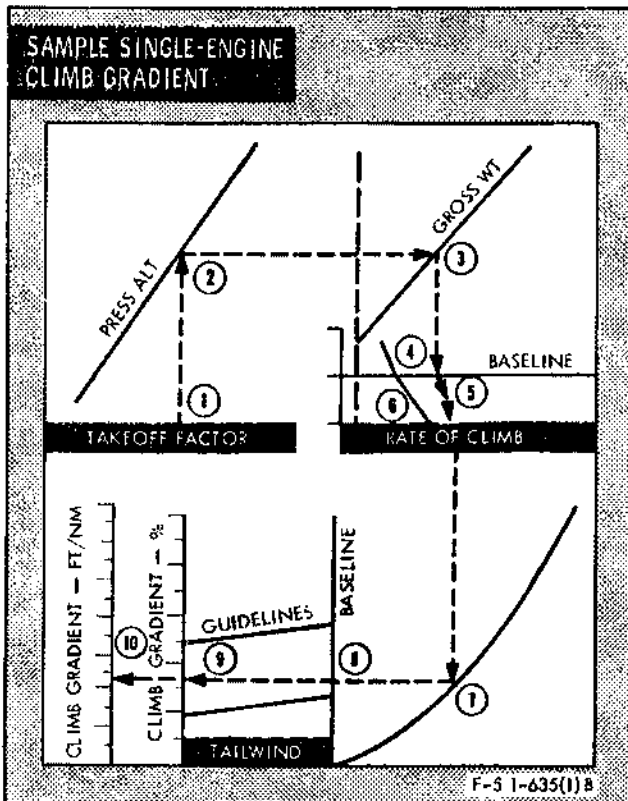 SAMPLE SINGLE-ENGINE
CLIMB GRADIENT
PRESS ALT
GROSS WT
2
3
4
BASELINE
1
5
6
TAKEOFF FACTOR
RATE OF CLIMB
CLIMB GRADIENT — FT/NM
CLIMB GRADIENT — %
GUIDELINES
BASELINE
10
9
8
7
TAILWIND
F-5 1-635(1)B